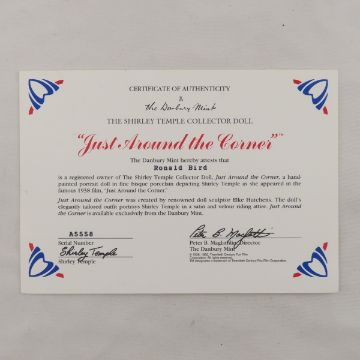 CERTIFICATE OF AUTHENTICITY
the Danbury Mint
THE SHIRLEY TEMPLE COLLECTOR DOLL
"Just Around the Corner"™
The Danbury Mint hereby attests that
Ronald Bird
is a registered owner of The Shirley Temple Collector Doll, Just Around the Corner, a hand-
painted portrait doll in fine bisque porcelain depicting Shirley Temple as she appeared in the
famous 1938 film, "Just Around the Corner."
Just Around the Corner was created by renowned doll sculptor Elke Hutchens. The doll's
elegantly tailored outfit portrays Shirley Temple in a satin and velour riding attire. Just Around
the Corner is available exclusively from the Danbury Mint.
A5558
Serial Number
Shirley Temple
Shirley Temple
Peter B. Maglathlin, Director
The Danbury Mint